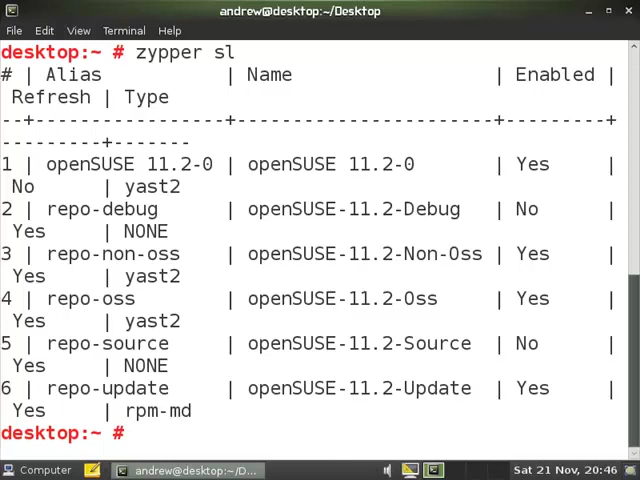 andrew@desktop:~/Desktop
File Edit View Terminal Help
desktop:~ # zypper sl
# | Alias | Name | Enabled |
Refresh | Type
--+-----------------+-----------------------+---------+
---------+-------
1 | openSUSE 11.2-0 | openSUSE 11.2-0 | Yes |
No | yast2
2 | repo-debug | openSUSE-11.2-Debug | No |
Yes | NONE
3 | repo-non-oss | openSUSE-11.2-Non-Oss | Yes |
Yes | yast2
4 | repo-oss | openSUSE-11.2-Oss | Yes |
Yes | yast2
5 | repo-source | openSUSE-11.2-Source | No |
Yes | NONE
6 | repo-update | openSUSE-11.2-Update | Yes |
Yes | rpm-md
desktop:~ #
Computer andrew@desktop:~/D... Sat 21 Nov, 20:46